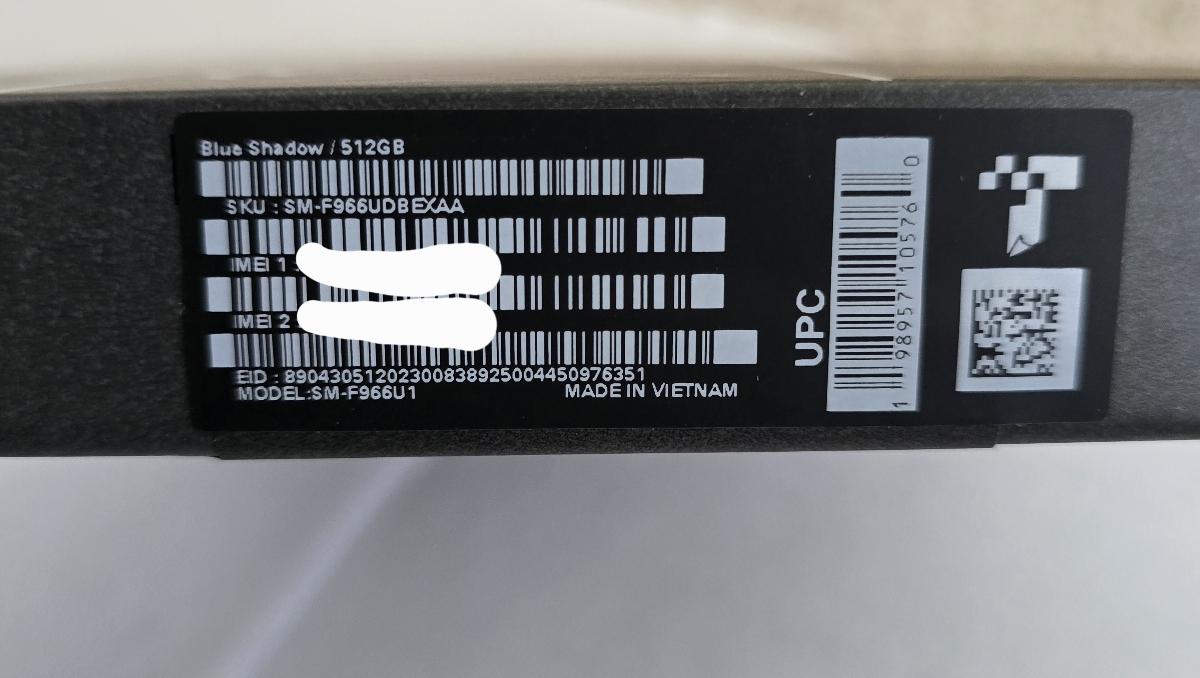 Blue Shadow / 512GB
SKU : SM-F966UDBEXAA
IMEI 1 :
IMEI 2 :
EID : 89043051202300838925004450976351
MODEL:SM-F966U1
MADE IN VIETNAM
UPC
1 98957 10576 0